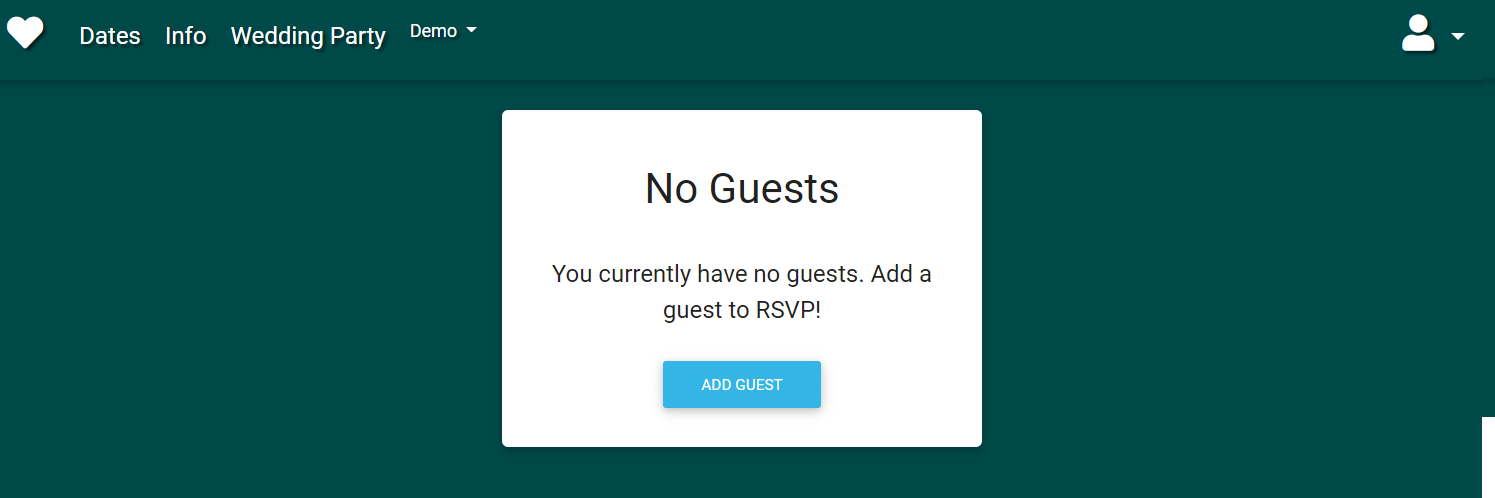 Dates Info Wedding Party Demo
No Guests
You currently have no guests. Add a
guest to RSVP!
ADD GUEST